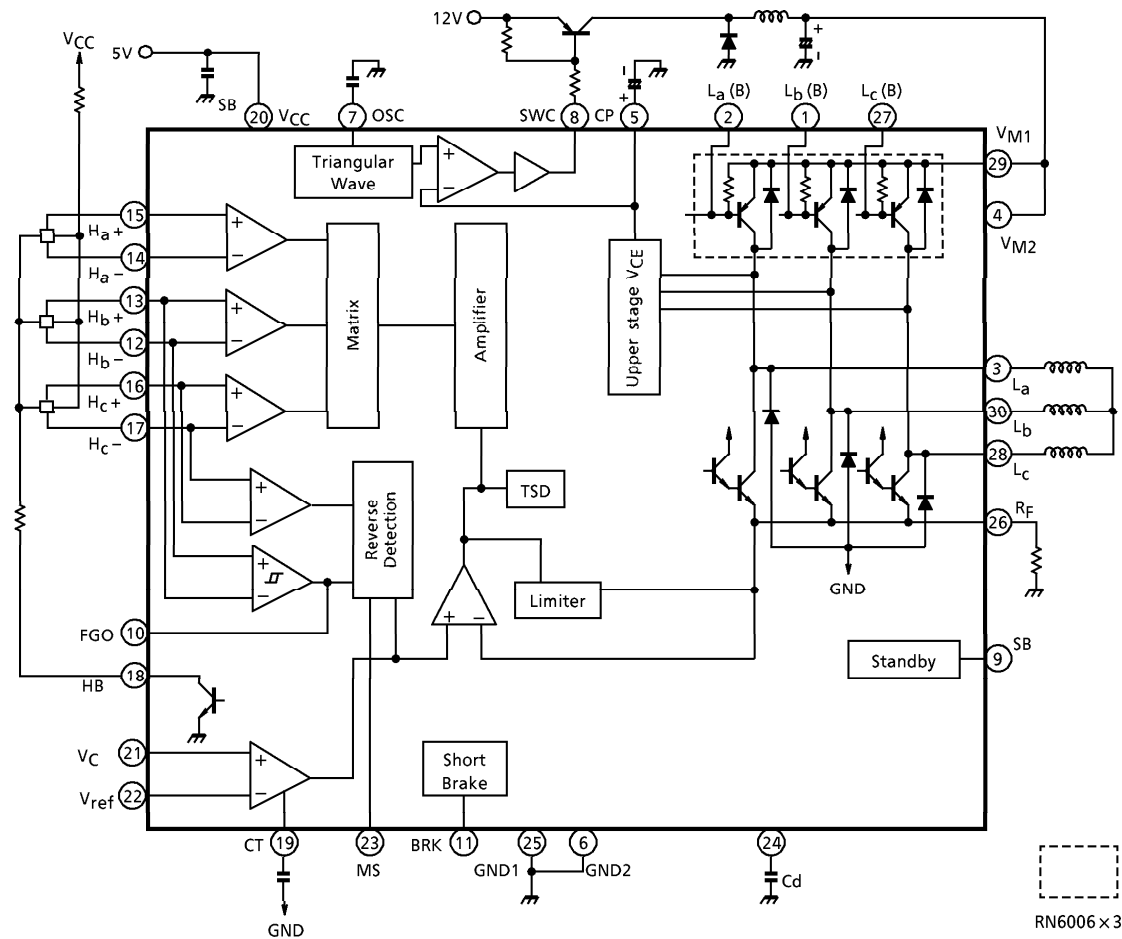 12V
VCC
5V
SB
20
VCC
7
OSC
SWC
8
CP
5
La (B)
2
Lb (B)
1
Lc (B)
27
VM1
29
4
VM2
Triangular
Wave
+
−
15
Ha+
14
Ha−
13
Hb+
12
Hb−
16
Hc+
17
Hc−
+
−
+
−
+
−
Matrix
Amplifier
Upper stage VCE
3
La
30
Lb
28
Lc
RF
26
GND
+
−
+
−
Reverse
Detection
TSD
Limiter
+ −
FGO
10
HB
18
Standby
9
SB
VC
21
Vref
22
+
−
Short
Brake
CT
19
23
MS
BRK
11
25
GND1
6
GND2
24
Cd
GND
RN6006×3